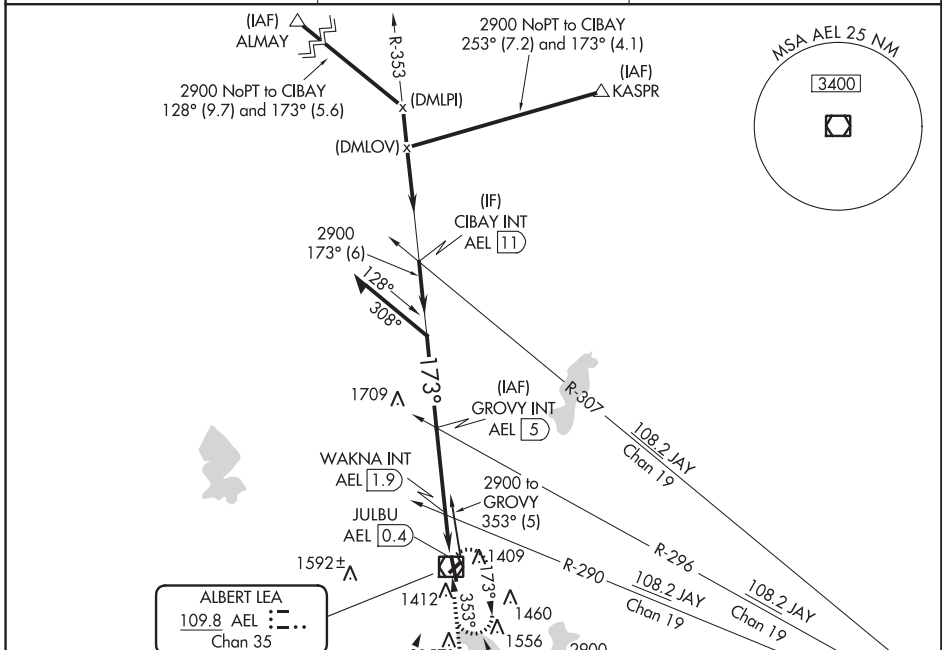 (IAF)
ALMAY
R-353
2900 NoPT to CIBAY
253° (7.2) and 173° (4.1)
MSA AEL 25 NM
3400
(IAF)
KASPR
2900 NoPT to CIBAY
128° (9.7) and 173° (5.6)
(DMLPI)
(DMLOV)
(IF)
CIBAY INT
AEL 11
2900
173° (6)
128°
308°
173°
1709
(IAF)
GROVY INT
AEL 5
R-307
108.2 JAY
Chan 19
WAKNA INT
AEL 1.9
2900 to
GROVY
353° (5)
JULBU
AEL 0.4
1592±
1409
173°
R-290
R-296
108.2 JAY
Chan 19
108.2 JAY
Chan 19
1412
353°
1460
1556
2900
ALBERT LEA
109.8 AEL
Chan 35